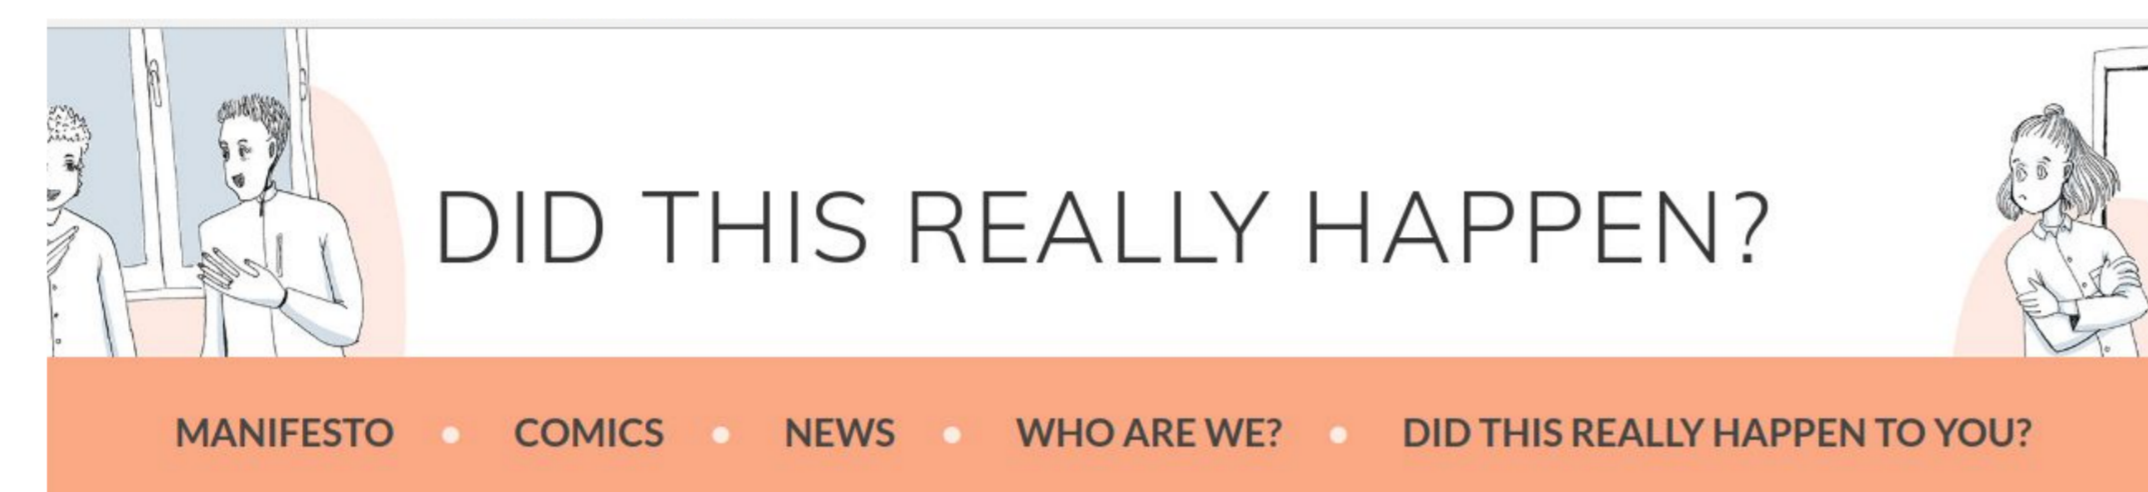 DID THIS REALLY HAPPEN?
MANIFESTO • COMICS • NEWS • WHO ARE WE? • DID THIS REALLY HAPPEN TO YOU?